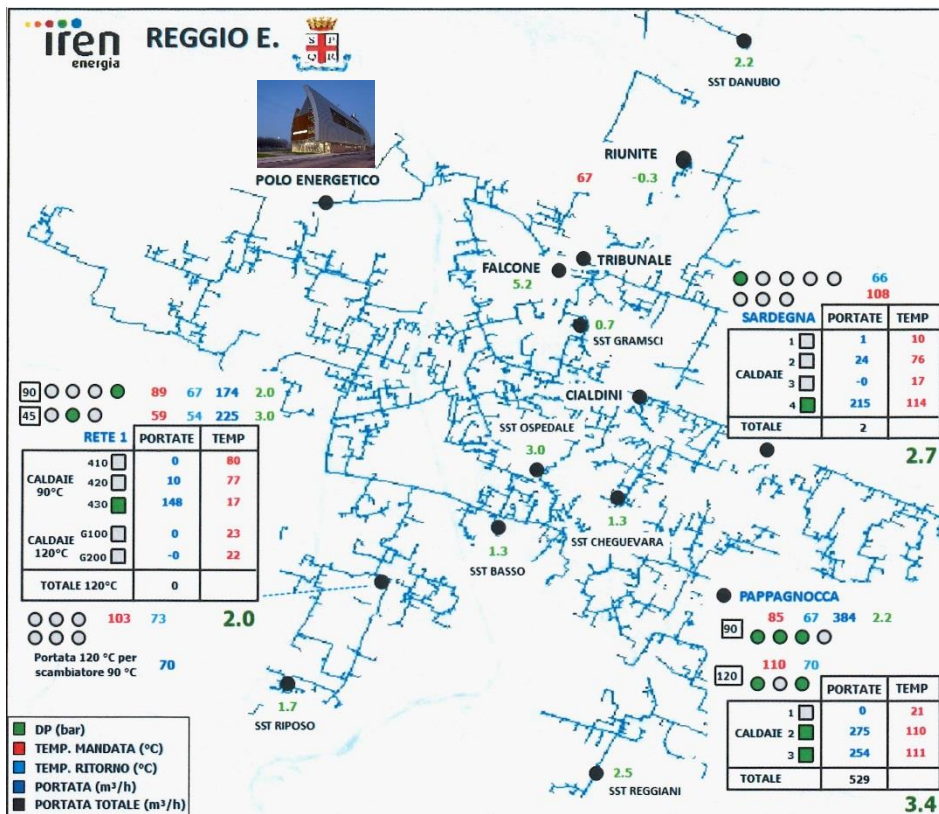 iren
energia
REGGIO E.
S P
Q R
POLO ENERGETICO
2.2
SST DANUBIO
RIUNITE
-0.3
67
TRIBUNALE
FALCONE
5.2
0.7
SST GRAMSCI
CIALDINI
SST OSPEDALE
3.0
1.3
SST CHEGUEVARA
1.3
SST BASSO
66
108
SARDEGNA PORTATE TEMP
CALDAIE
1 1 10
2 24 76
3 -0 17
4 215 114
TOTALE 2
2.7
90 89 67 174 2.0
45 59 54 225 3.0
RETE 1 PORTATE TEMP
CALDAIE 90°C
410 0 80
420 10 77
430 148 17
CALDAIE 120°C
G100 0 23
G200 -0 22
TOTALE 120°C 0
103 73 2.0
Portata 120 °C per
scambiatore 90 °C 70
1.7
SST RIPOSO
PAPPAGNOCCA
85 67 384 2.2
90
110 70
120
PORTATE TEMP
1 0 21
CALDAIE 2 275 110
3 254 111
TOTALE 529
3.4
2.5
SST REGGIANI
DP (bar)
TEMP. MANDATA (°C)
TEMP. RITORNO (°C)
PORTATA (m³/h)
PORTATA TOTALE (m³/h)